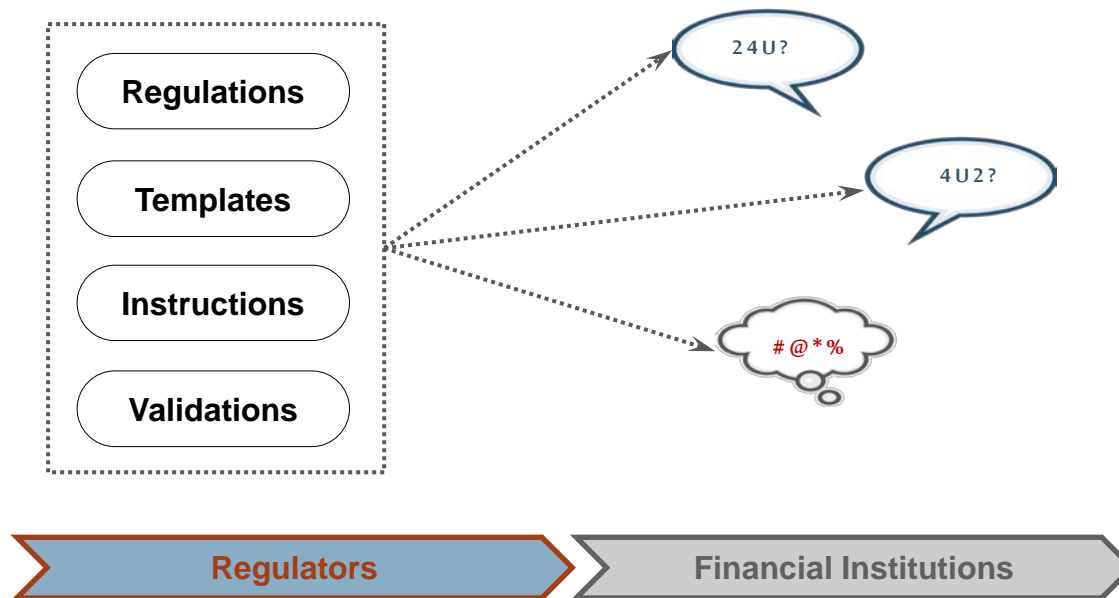 Regulations
Templates
Instructions
Validations
24U?
4U2?
#@*%
Regulators
Financial Institutions